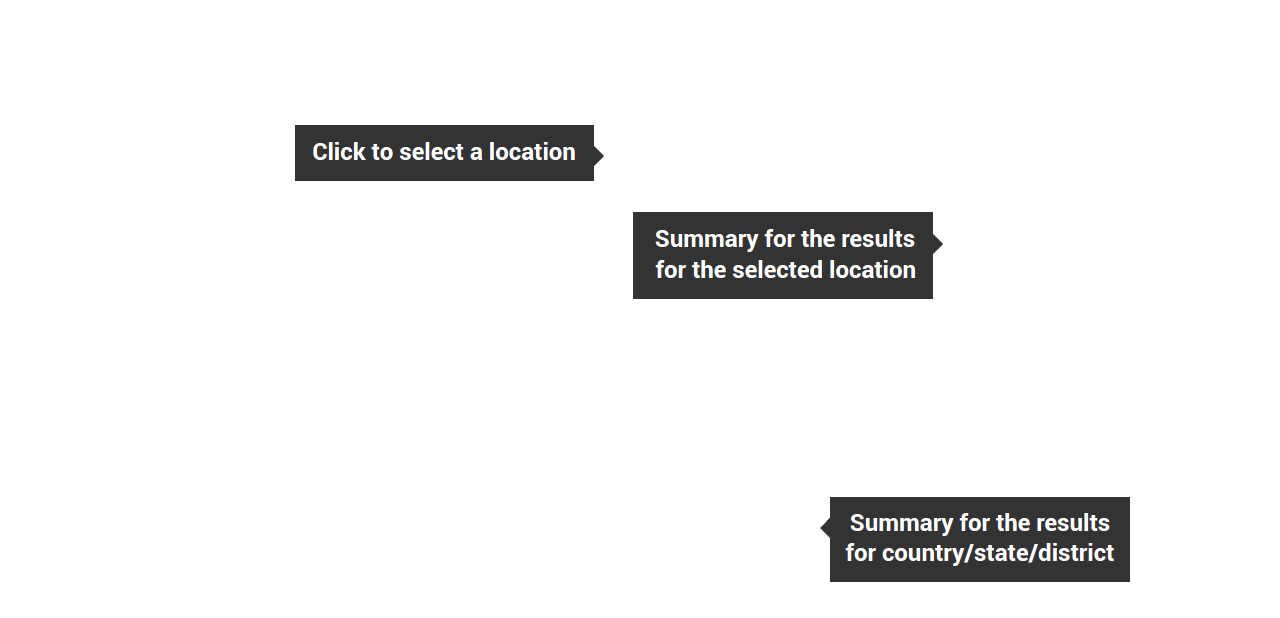 Click to select a location
Summary for the results
for the selected location
Summary for the results
for country/state/district